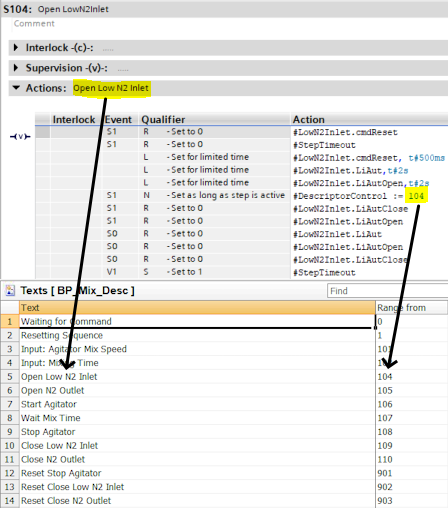 S104: Open LowN2Inlet
Comment
Interlock -(c)-: .....
Supervision -(v)-: ....
Actions: Open Low N2 Inlet
Interlock Event Qualifier Action
S1 R - Set to 0 #LowN2Inlet.cmdReset
S1 R - Set to 0 #StepTimeout
L - Set for limited time #LowN2Inlet.cmdReset, t#500ms
L - Set for limited time #LowN2Inlet.LiAut,t#2s
L - Set for limited time #LowN2Inlet.LiAutOpen,t#2s
S1 N - Set as long as step is active #DescriptorControl := 104
S1 R - Set to 0 #LowN2Inlet.LiAutClose
S1 R - Set to 0 #LowN2Inlet.LiAutOpen
S0 R - Set to 0 #LowN2Inlet.LiAut
S0 R - Set to 0 #LowN2Inlet.LiAutOpen
S0 R - Set to 0 #LowN2Inlet.LiAutClose
V1 S - Set to 1 #StepTimeout
-(v)-
Texts [ BP_Mix_Desc ] Find
Text Range from
1 Waiting for Command 0
2 Resetting Sequence 1
3 Input: Agitator Mix Speed
4 Input: Mixing Time
5 Open Low N2 Inlet 104
6 Open N2 Outlet 105
7 Start Agitator 106
8 Wait Mix Time 107
9 Stop Agitator 108
10 Close Low N2 Inlet 109
11 Close N2 Outlet 110
12 Reset Stop Agitator 901
13 Reset Close Low N2 Inlet 902
14 Reset Close N2 Outlet 903